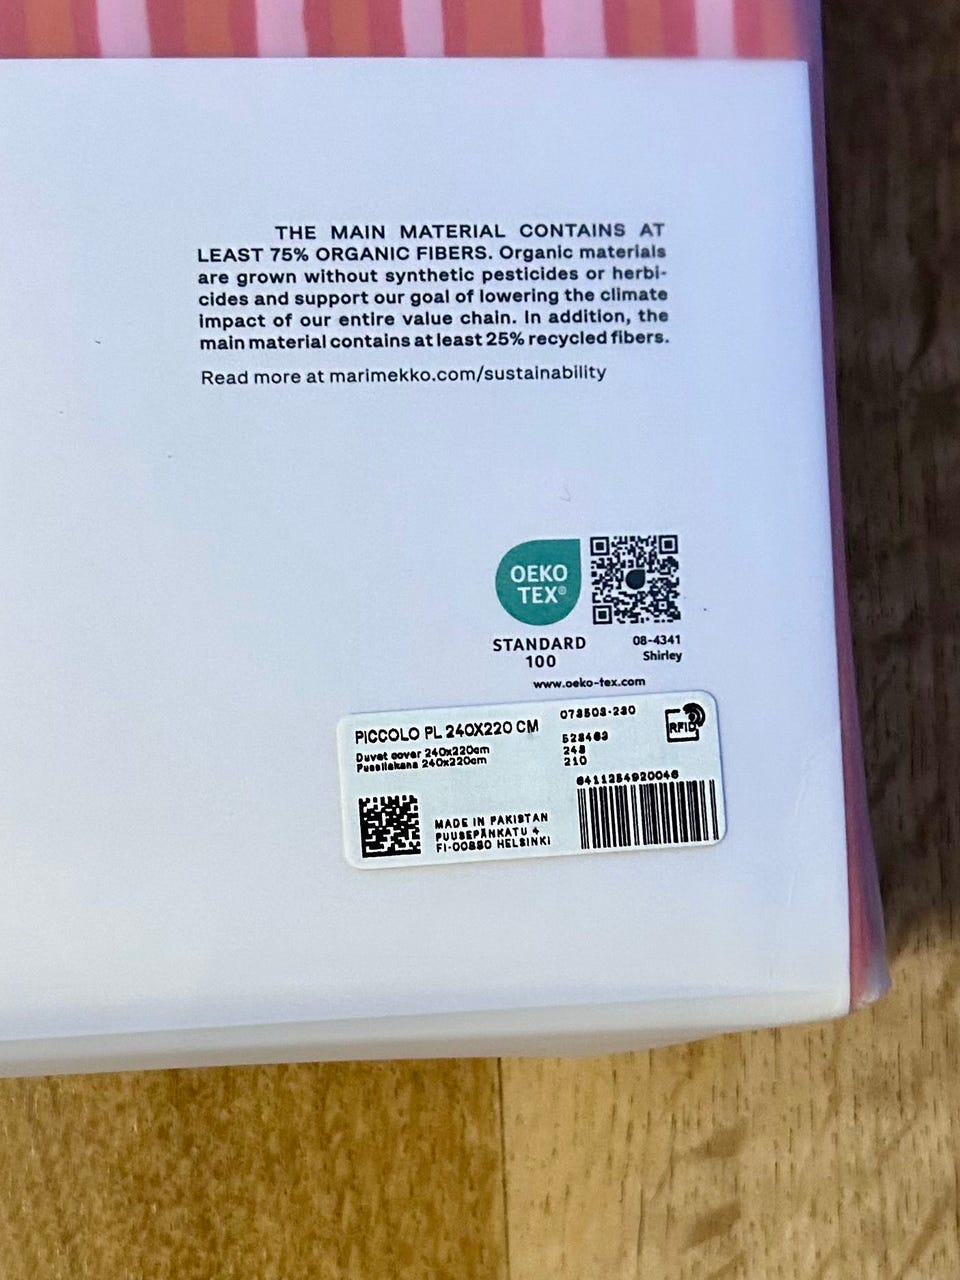 THE MAIN MATERIAL CONTAINS AT
LEAST 75% ORGANIC FIBERS. Organic materials
are grown without synthetic pesticides or herbi-
cides and support our goal of lowering the climate
impact of our entire value chain. In addition, the
main material contains at least 25% recycled fibers.
Read more at marimekko.com/sustainability
OEKO
TEX®
STANDARD
100
08-4341
Shirley
www.oeko-tex.com
PICCOLO PL 240X220 CM
Duvet cover 240x220cm
Pussilakana 240x220cm
073503-230
528463
248
210
RFID
6411254920046
MADE IN PAKISTAN
PUUSEPÄNKATU 4
FI-00880 HELSINKI